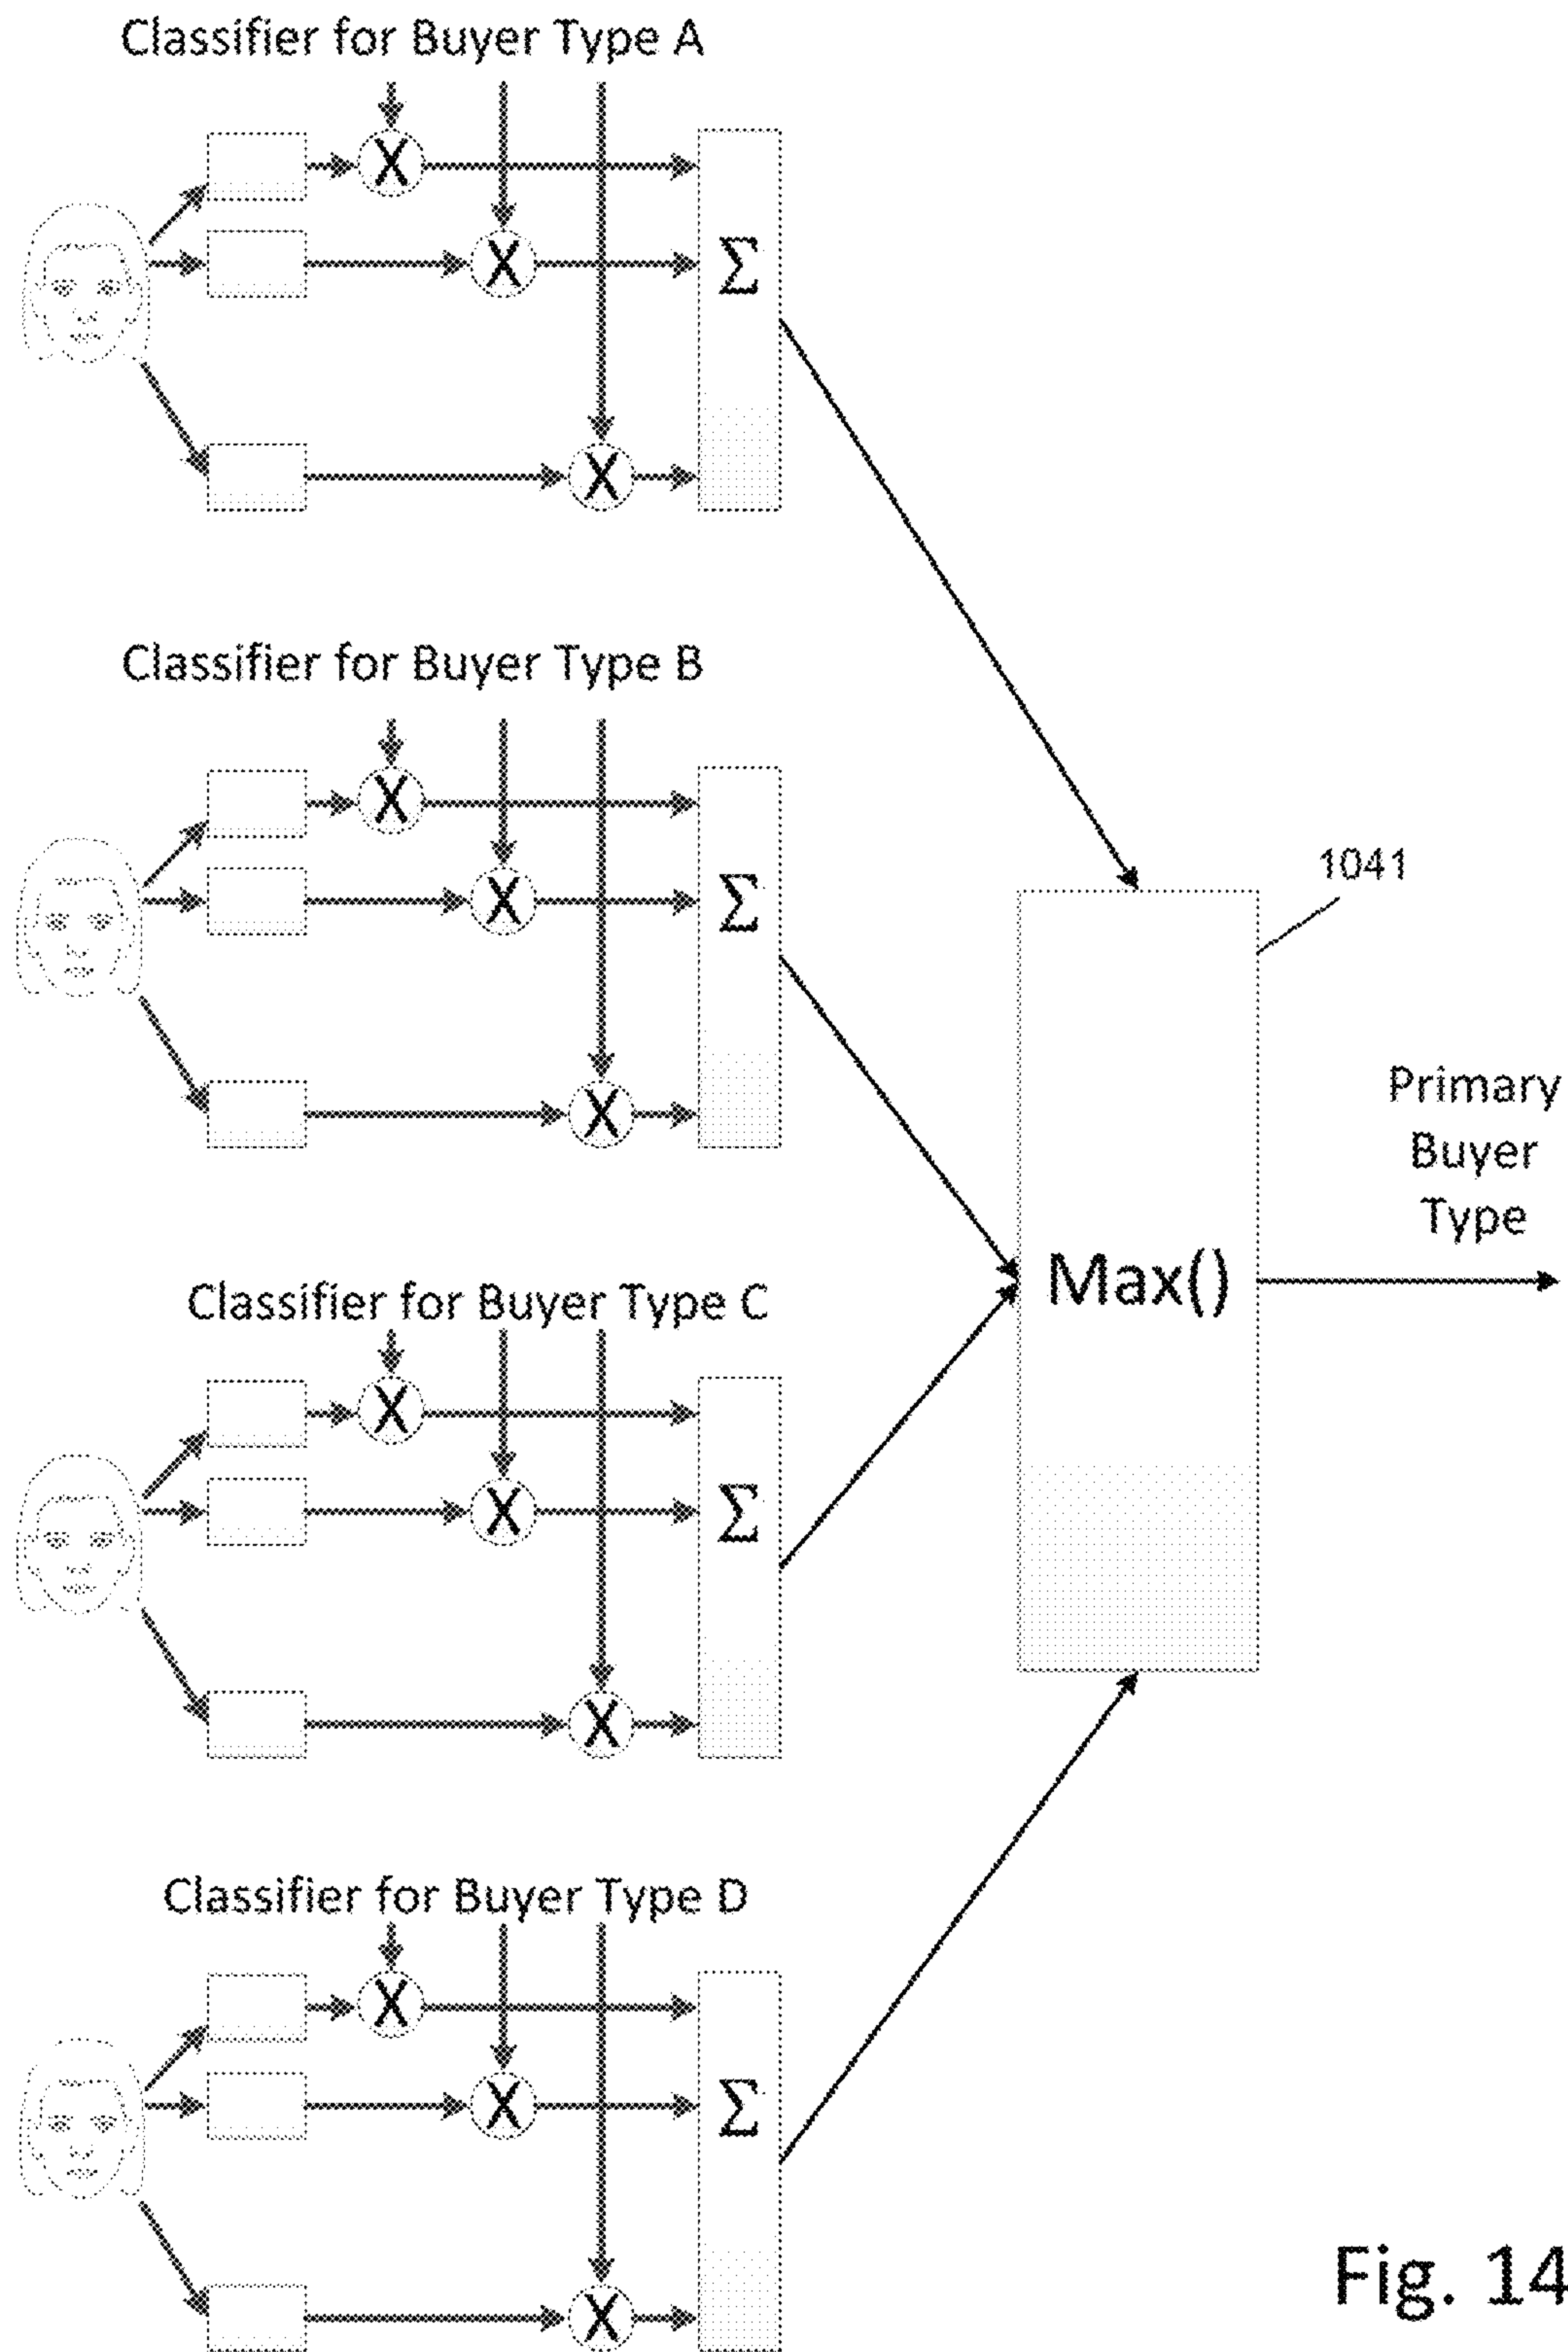 Classifier for Buyer Type A
X
X
Σ
X
Classifier for Buyer Type B
X
X
Σ
X
1041
Primary
Buyer
Type
Max()
Classifier for Buyer Type C
X
X
Σ
X
Classifier for Buyer Type D
X
X
Σ
X
Fig. 14